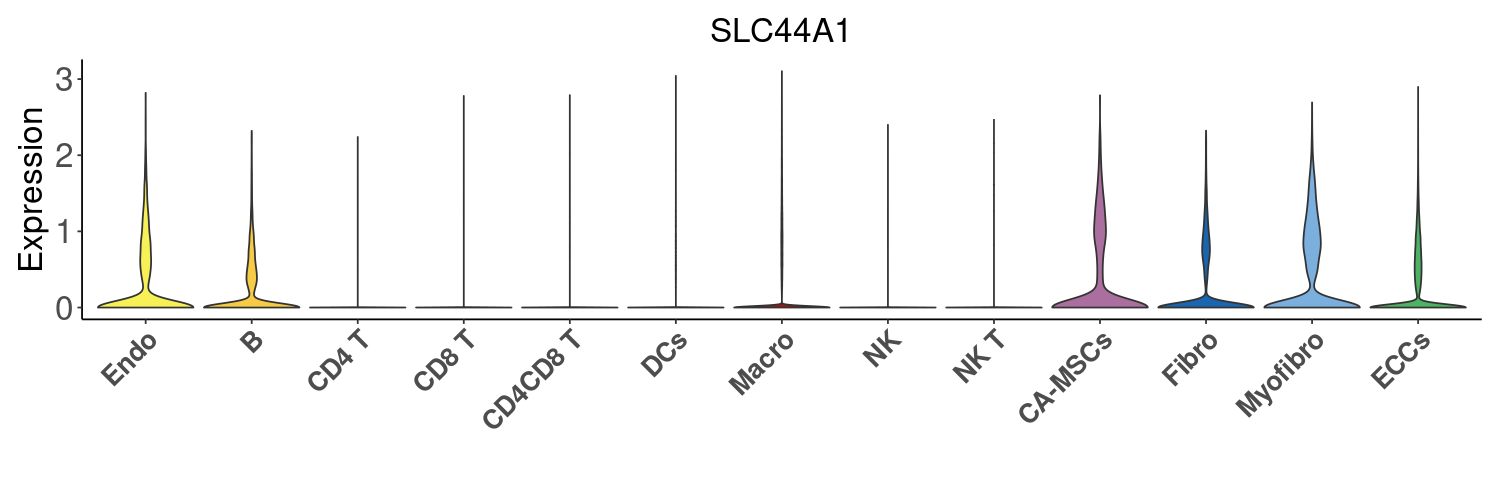 SLC44A1
Expression
3
2
1
0
Endo
B
CD4 T
CD8 T
CD4CD8 T
DCs
Macro
NK
NK T
CA-MSCs
Fibro
Myofibro
ECCs